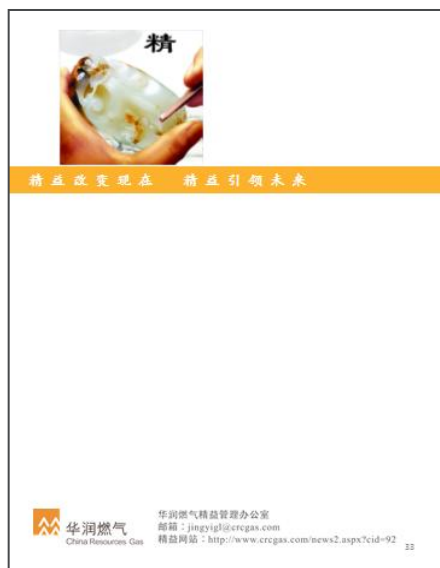 精
精益改变现在 精益引领未来
华润燃气
China Resources Gas
华润燃气精益管理办公室
邮箱：jingyigl@crcgas.com
精益网站：http://www.crcgas.com/news2.aspx?cid=92
33